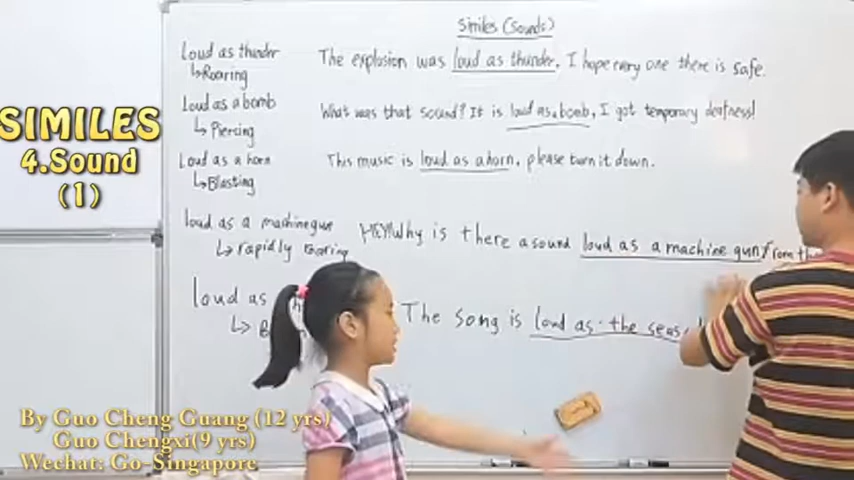 Similes (Sounds)
loud as thunder
↳Roaring
The explosion was loud as thunder, I hope every one there is safe.
loud as a bomb
↳ Piercing
What was that sound? It is loud as a bomb, I got temporary deafness!
loud as a horn
↳Blasting
This music is loud as a horn, please turn it down.
loud as a machinegun
↳ rapidly roaring
HEY!Why is there a sound loud as a machine gun from
loud as
The song is loud as the seas,
SIMILES
4.Sound
(1)
By Guo Cheng Guang (12 yrs)
Guo Chengxi(9 yrs)
Wechat: Go-Singapore